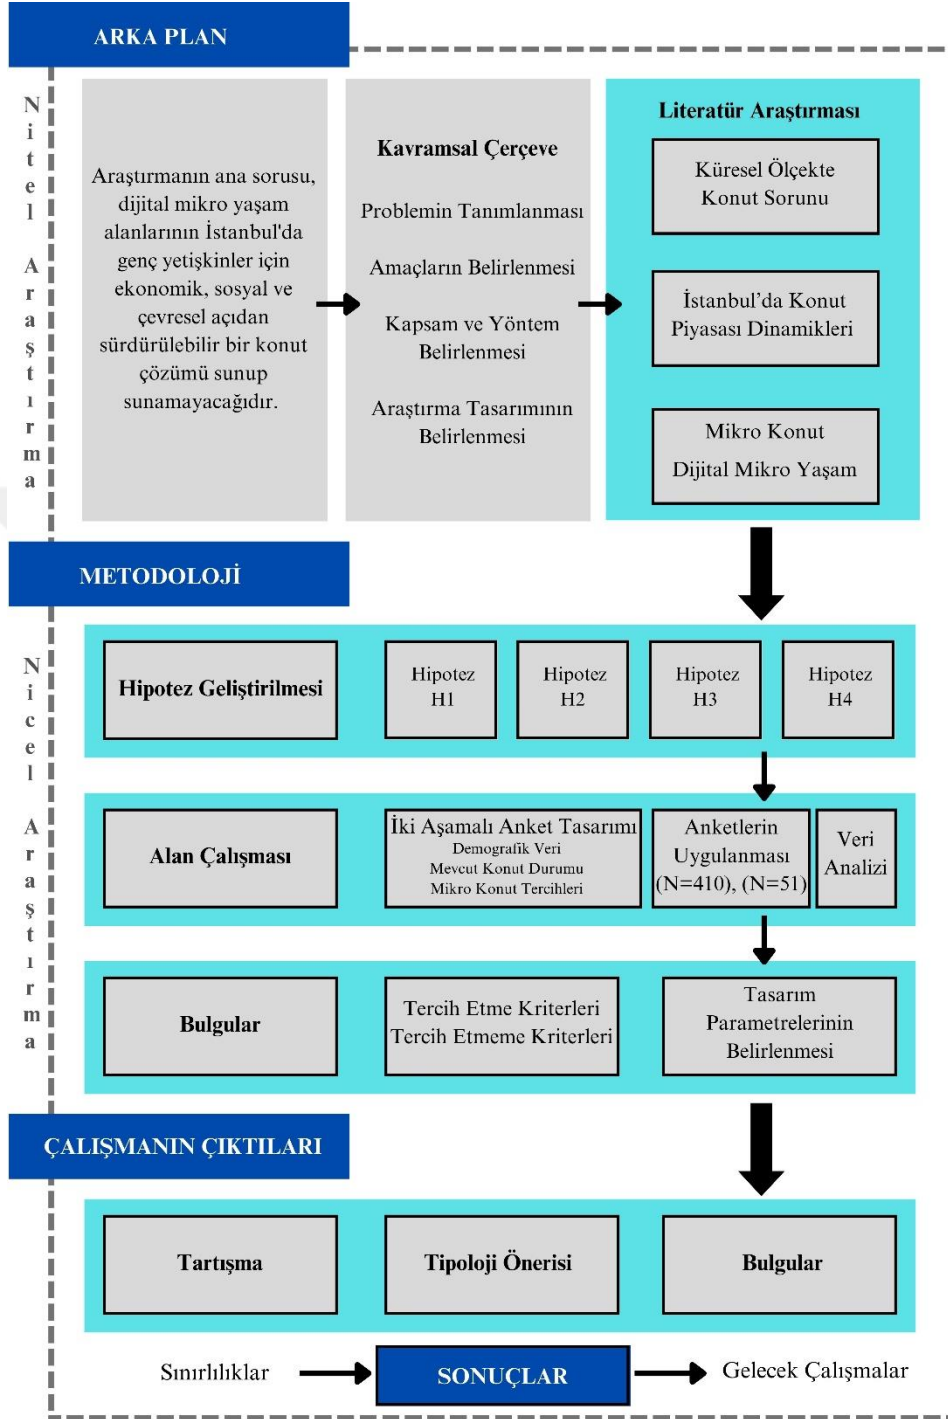 ARKA PLAN
Nitel Araştırma
Araştırmanın ana sorusu,
dijital mikro yaşam
alanlarının İstanbul'da
genç yetişkinler için
ekonomik, sosyal ve
çevresel açıdan
sürdürülebilir bir konut
çözümü sunup
sunamayacağıdır.
Kavramsal Çerçeve
Problemin Tanımlanması
Amaçların Belirlenmesi
Kapsam ve Yöntem
Belirlenmesi
Araştırma Tasarımının
Belirlenmesi
Literatür Araştırması
Küresel Ölçekte
Konut Sorunu
İstanbul’da Konut
Piyasası Dinamikleri
Mikro Konut
Dijital Mikro Yaşam
METODOLOJİ
Nicel Araştırma
Hipotez Geliştirilmesi
Hipotez
H1
Hipotez
H2
Hipotez
H3
Hipotez
H4
Alan Çalışması
İki Aşamalı Anket Tasarımı
Demografik Veri
Mevcut Konut Durumu
Mikro Konut Tercihleri
Anketlerin
Uygulanması
(N=410), (N=51)
Veri
Analizi
Bulgular
Tercih Etme Kriterleri
Tercih Etmeme Kriterleri
Tasarım
Parametrelerinin
Belirlenmesi
ÇALIŞMANIN ÇIKTILARI
Tartışma
Tipoloji Önerisi
Bulgular
Sınırlılıklar
SONUÇLAR
Gelecek Çalışmalar